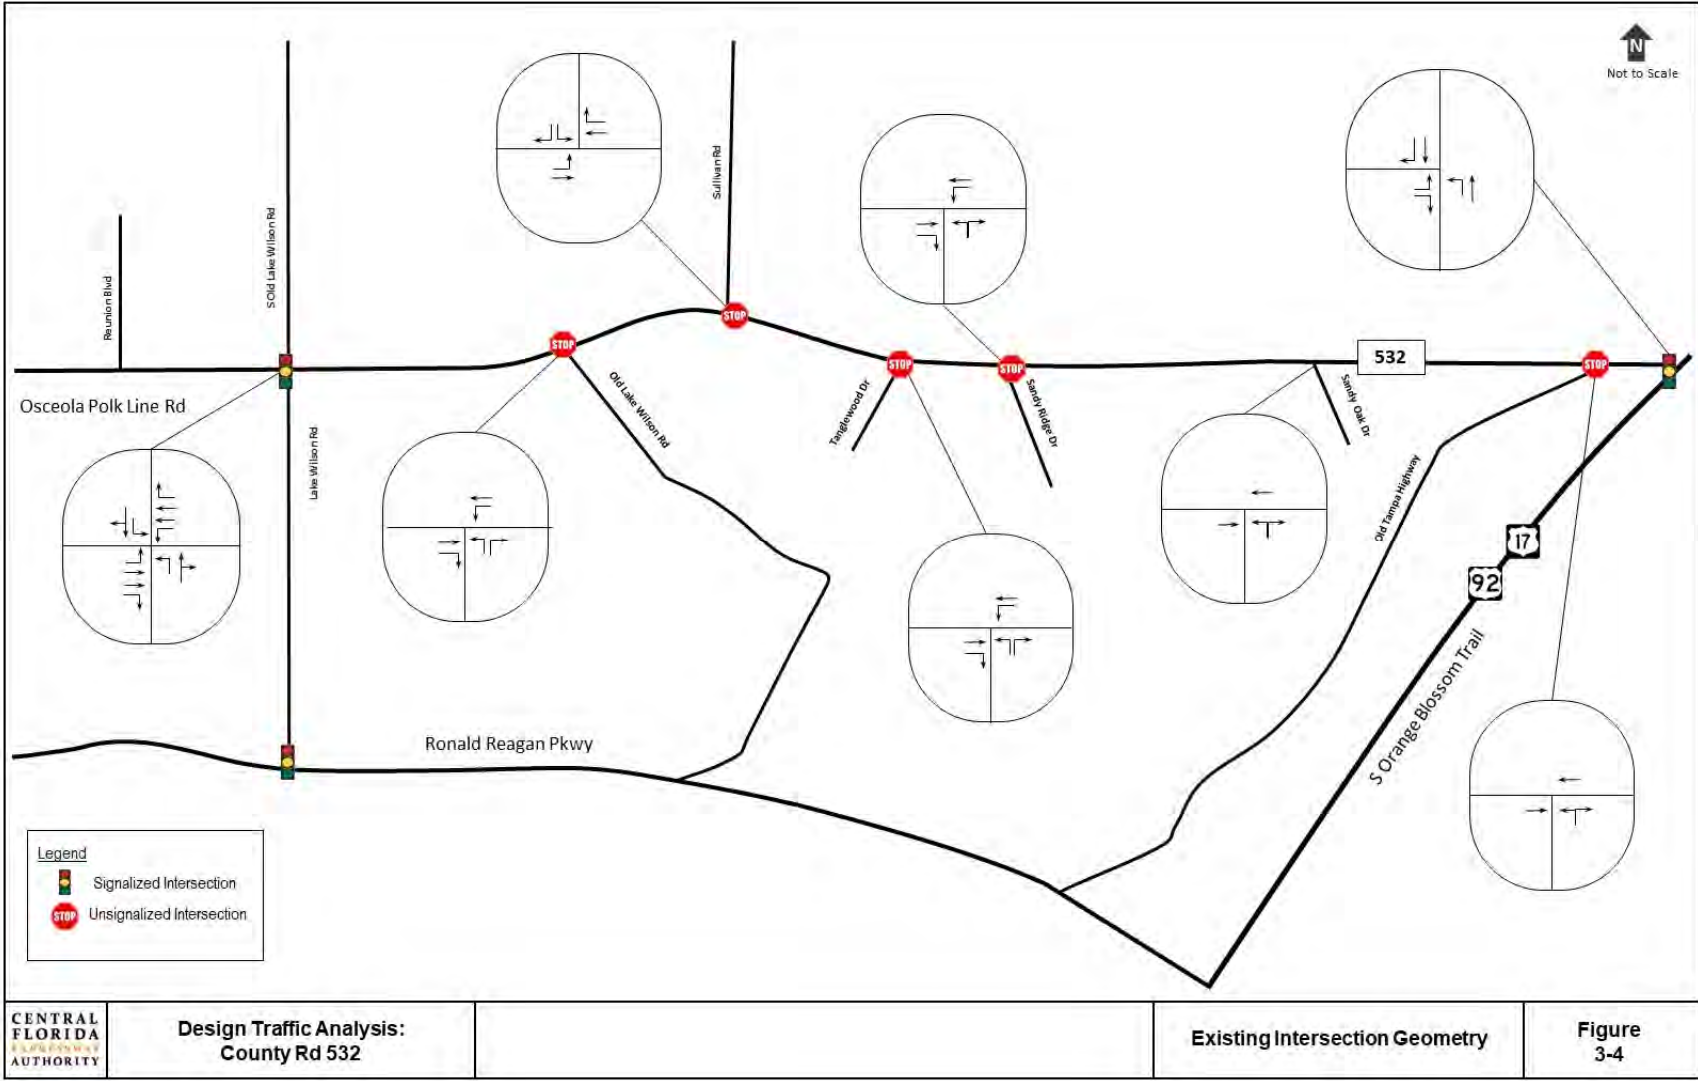 N
Not to Scale
Sullivan Rd
S Old Lake Wilson Rd
Reunion Blvd
STOP
STOP
STOP
STOP
STOP
532
Osceola Polk Line Rd
Lake Wilson Rd
Old Lake Wilson Rd
Tanglewood Dr
Sandy Ridge Dr
Sandy Oak Dr
Old Tampa Highway
17
92
S Orange Blossom Trail
Ronald Reagan Pkwy
Legend
Signalized Intersection
STOP
Unsignalized Intersection
CENTRAL
FLORIDA
EXPRESSWAY
AUTHORITY
Design Traffic Analysis:
County Rd 532
Existing Intersection Geometry
Figure
3-4